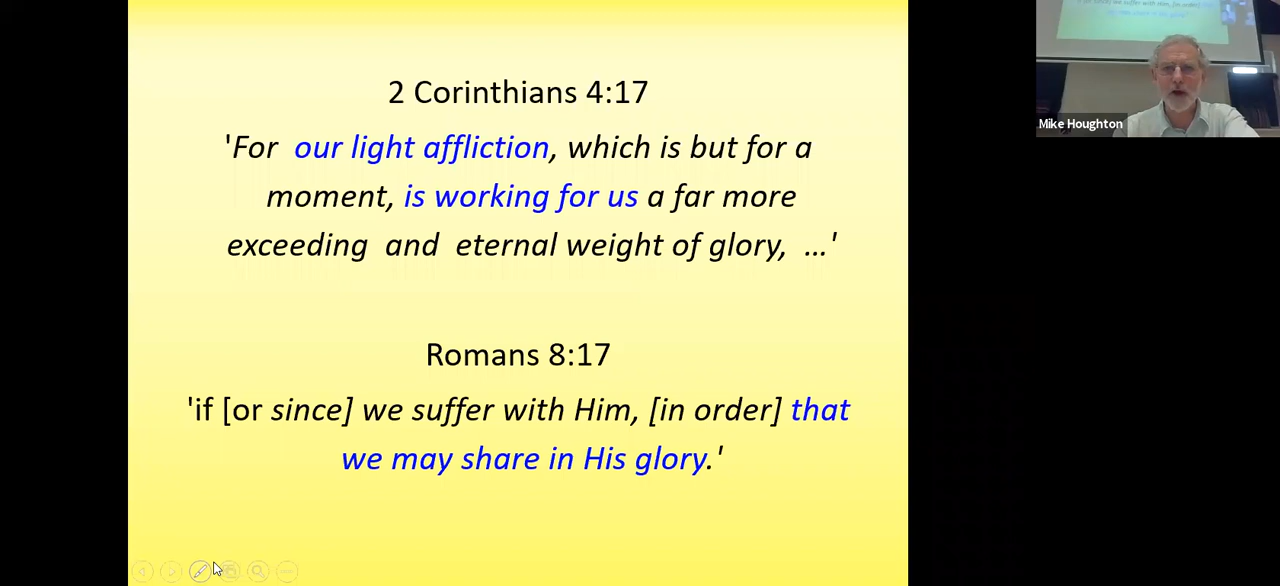 2 Corinthians 4:17
'For our light affliction, which is but for a
moment, is working for us a far more
exceeding and eternal weight of glory, …'
Romans 8:17
'if [or since] we suffer with Him, [in order] that
we may share in His glory.'
Mike Houghton